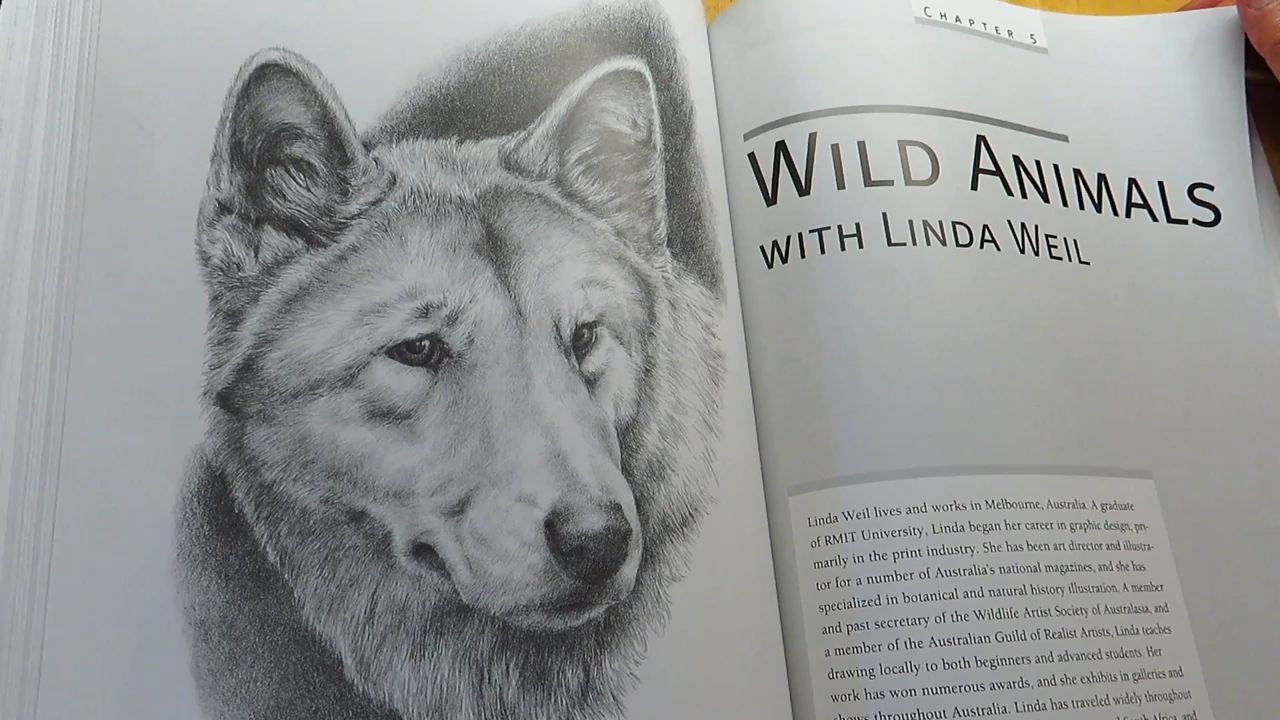 CHAPTER 5
WILD ANIMALS
WITH LINDA WEIL
Linda Weil lives and works in Melbourne, Australia. A graduate
of RMIT University, Linda began her career in graphic design, pri-
marily in the print industry. She has been art director and illustra-
tor for a number of Australia's national magazines, and she has
specialized in botanical and natural history illustration. A member
and past secretary of the Wildlife Artist Society of Australasia, and
a member of the Australian Guild of Realist Artists, Linda teaches
drawing locally to both beginners and advanced students. Her
work has won numerous awards, and she exhibits in galleries and
shows throughout Australia. Linda has traveled widely throughout
South Africa, and